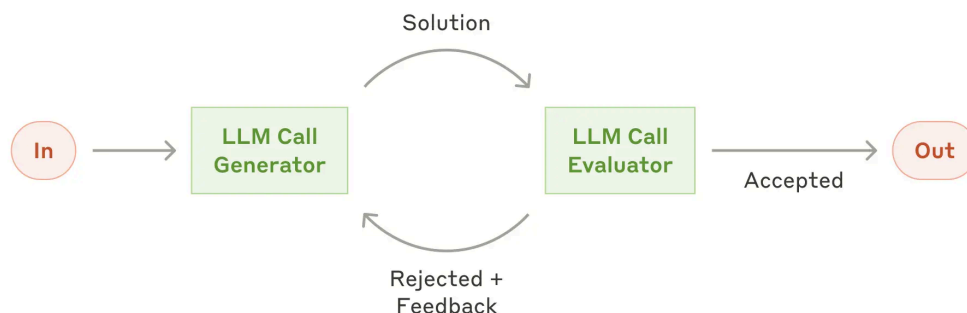 Solution
In
LLM Call
Generator
LLM Call
Evaluator
Out
Accepted
Rejected +
Feedback